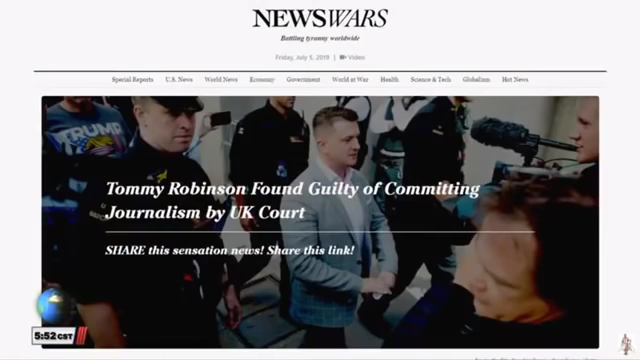 NEWSWARS
Battling tyranny worldwide
Friday, July 5, 2019 | Video
Special Reports U.S. News World News Economy Government World at War Health Science & Tech Globalism Hot News
TRUMP
Tommy Robinson Found Guilty of Committing
Journalism by UK Court
SHARE this sensation news! Share this link!
5:52 CST